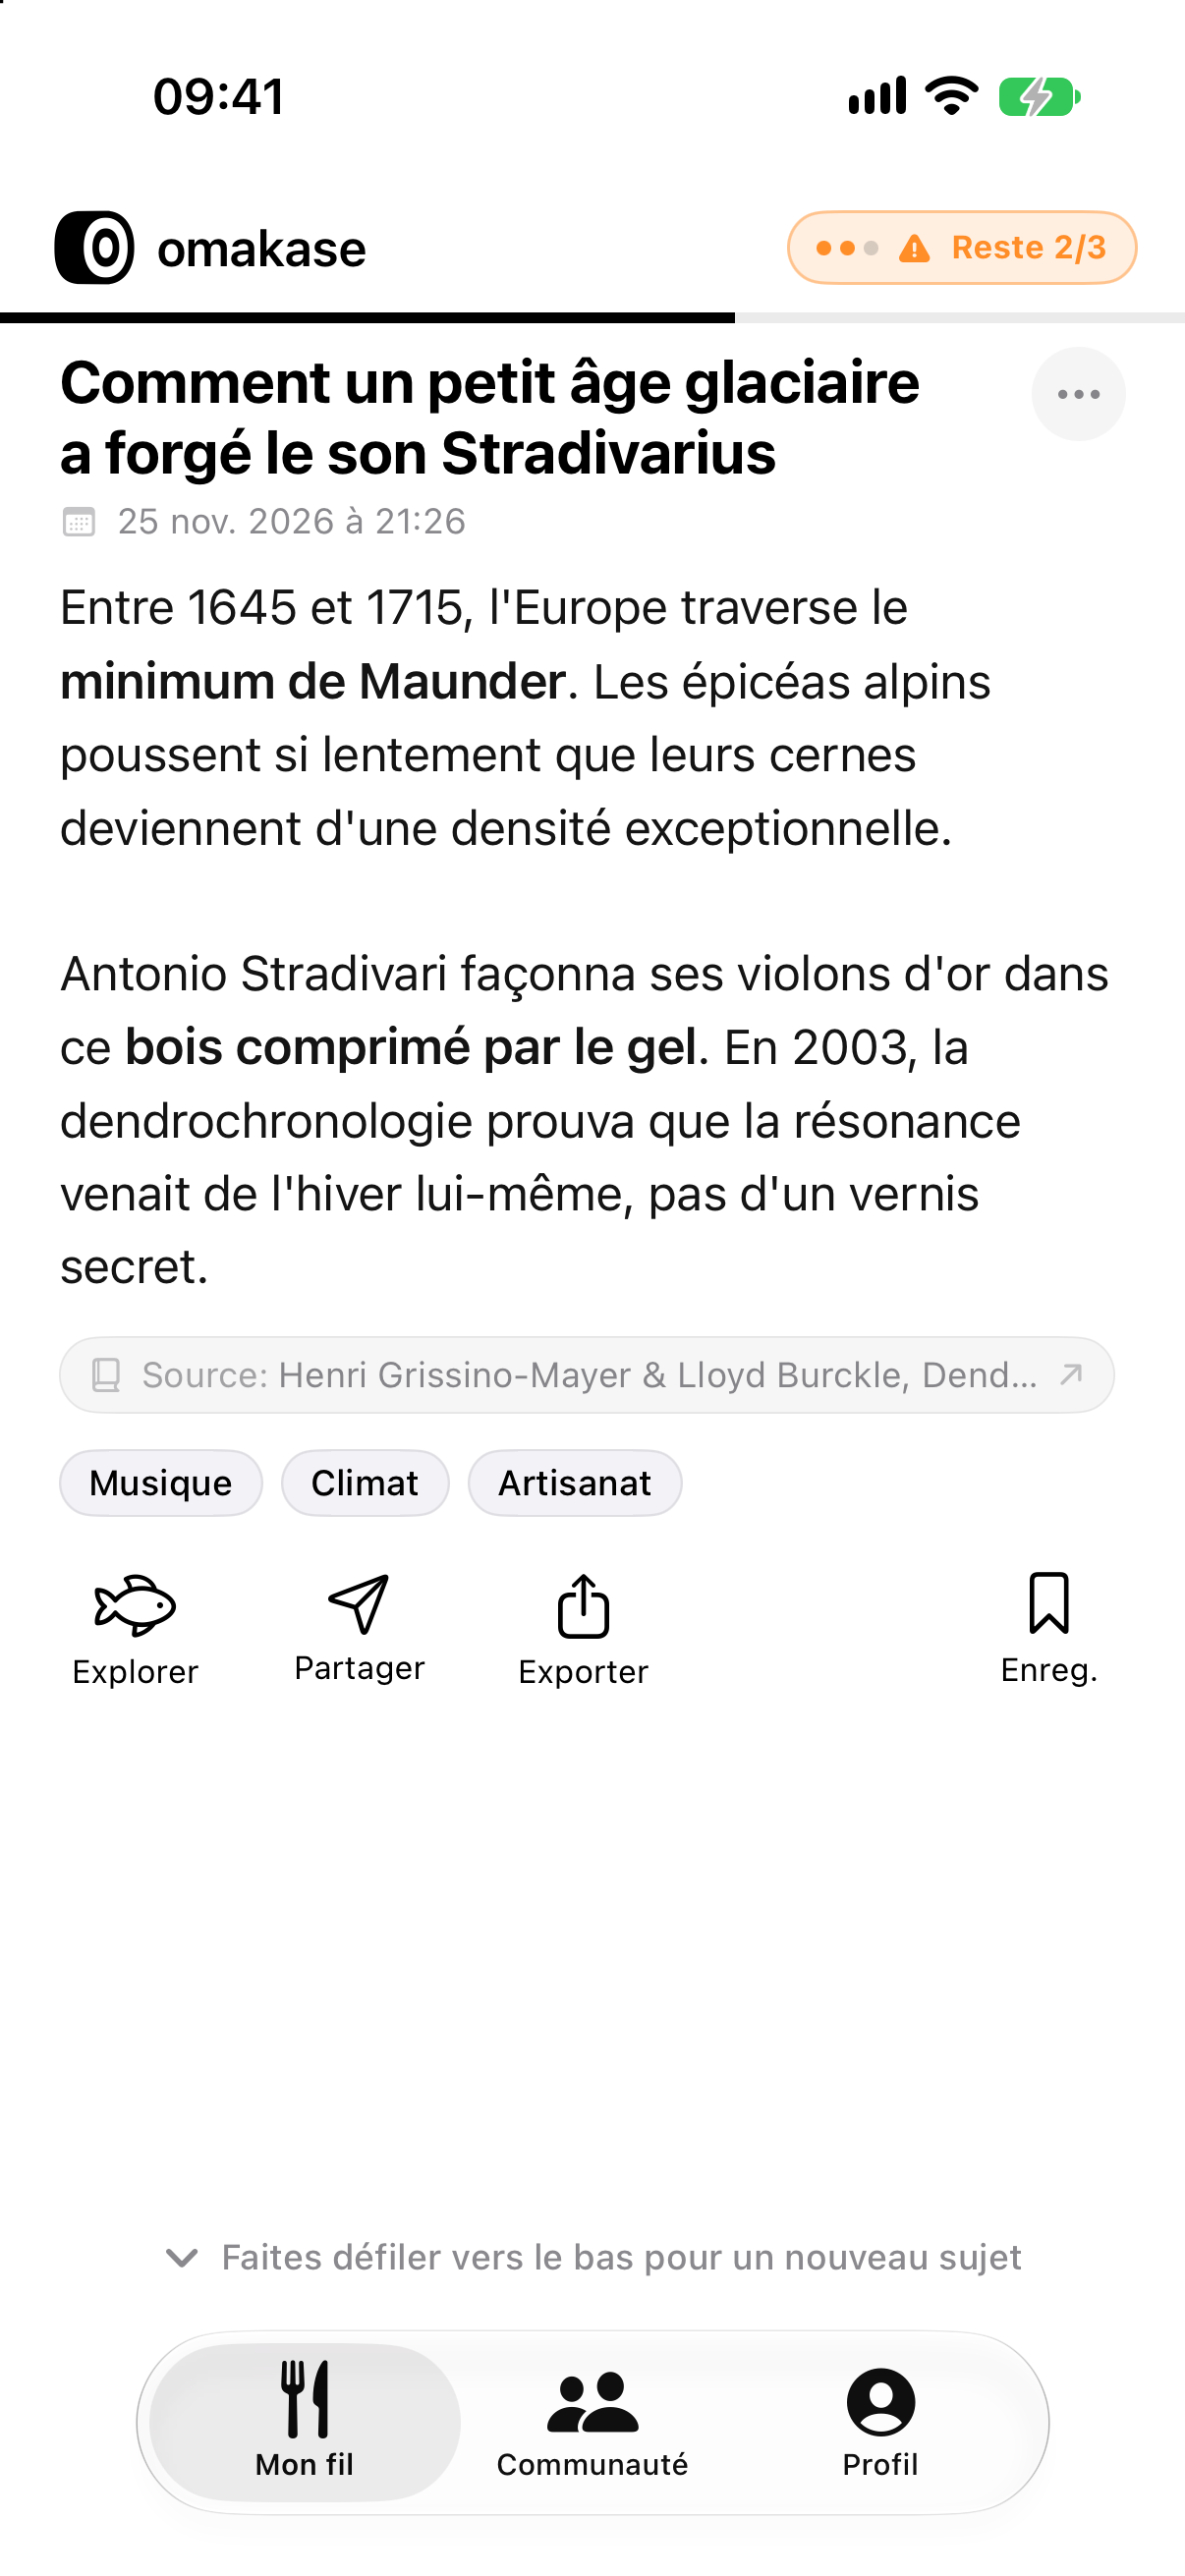 09:41
omakase
Reste 2/3
Comment un petit âge glaciaire
a forgé le son Stradivarius
25 nov. 2026 à 21:26
Entre 1645 et 1715, l'Europe traverse le
minimum de Maunder. Les épicéas alpins
poussent si lentement que leurs cernes
deviennent d'une densité exceptionnelle.
Antonio Stradivari façonna ses violons d'or dans
ce bois comprimé par le gel. En 2003, la
dendrochronologie prouva que la résonance
venait de l'hiver lui-même, pas d'un vernis
secret.
Source: Henri Grissino-Mayer & Lloyd Burckle, Dend...
Musique Climat Artisanat
Explorer Partager Exporter Enreg.
Faites défiler vers le bas pour un nouveau sujet
Mon fil Communauté Profil